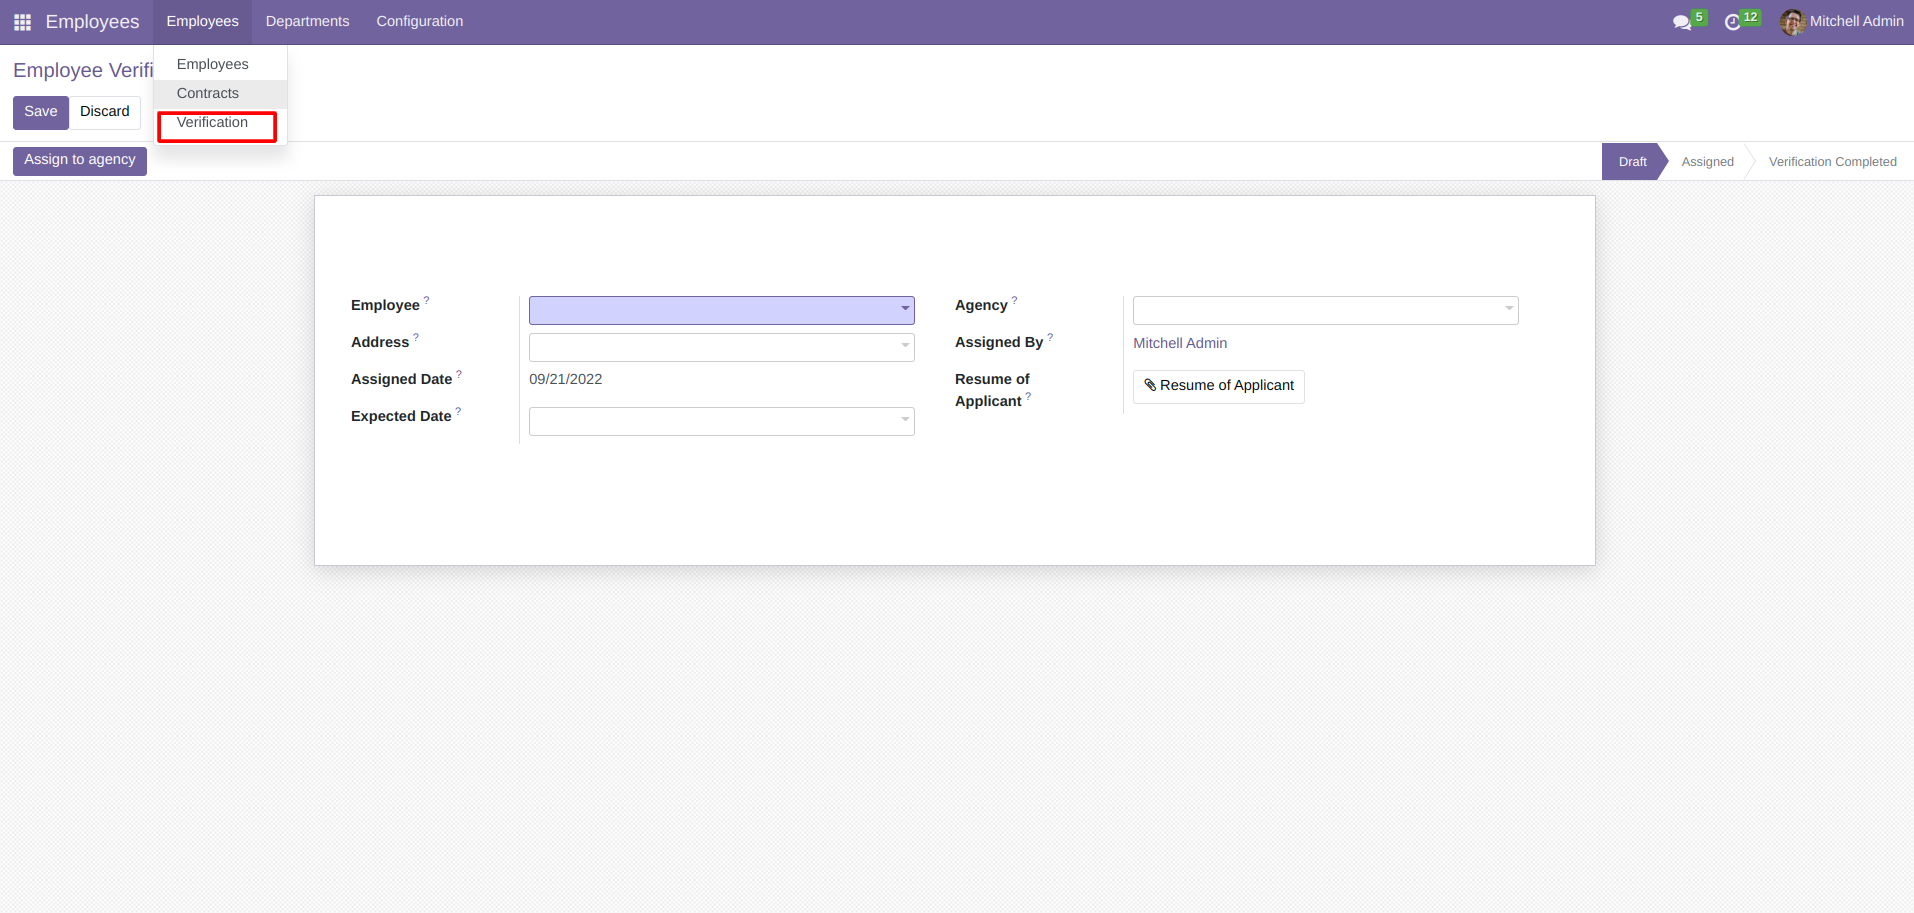 Employees Employees Departments Configuration 5 12 Mitchell Admin
Employees
Employee Verifi
Contracts
Save Discard
Verification
Assign to agency Draft Assigned Verification Completed
Employee ? Agency ?
Address ? Assigned By ? Mitchell Admin
Assigned Date ? 09/21/2022 Resume of Applicant ? Resume of Applicant
Expected Date ?